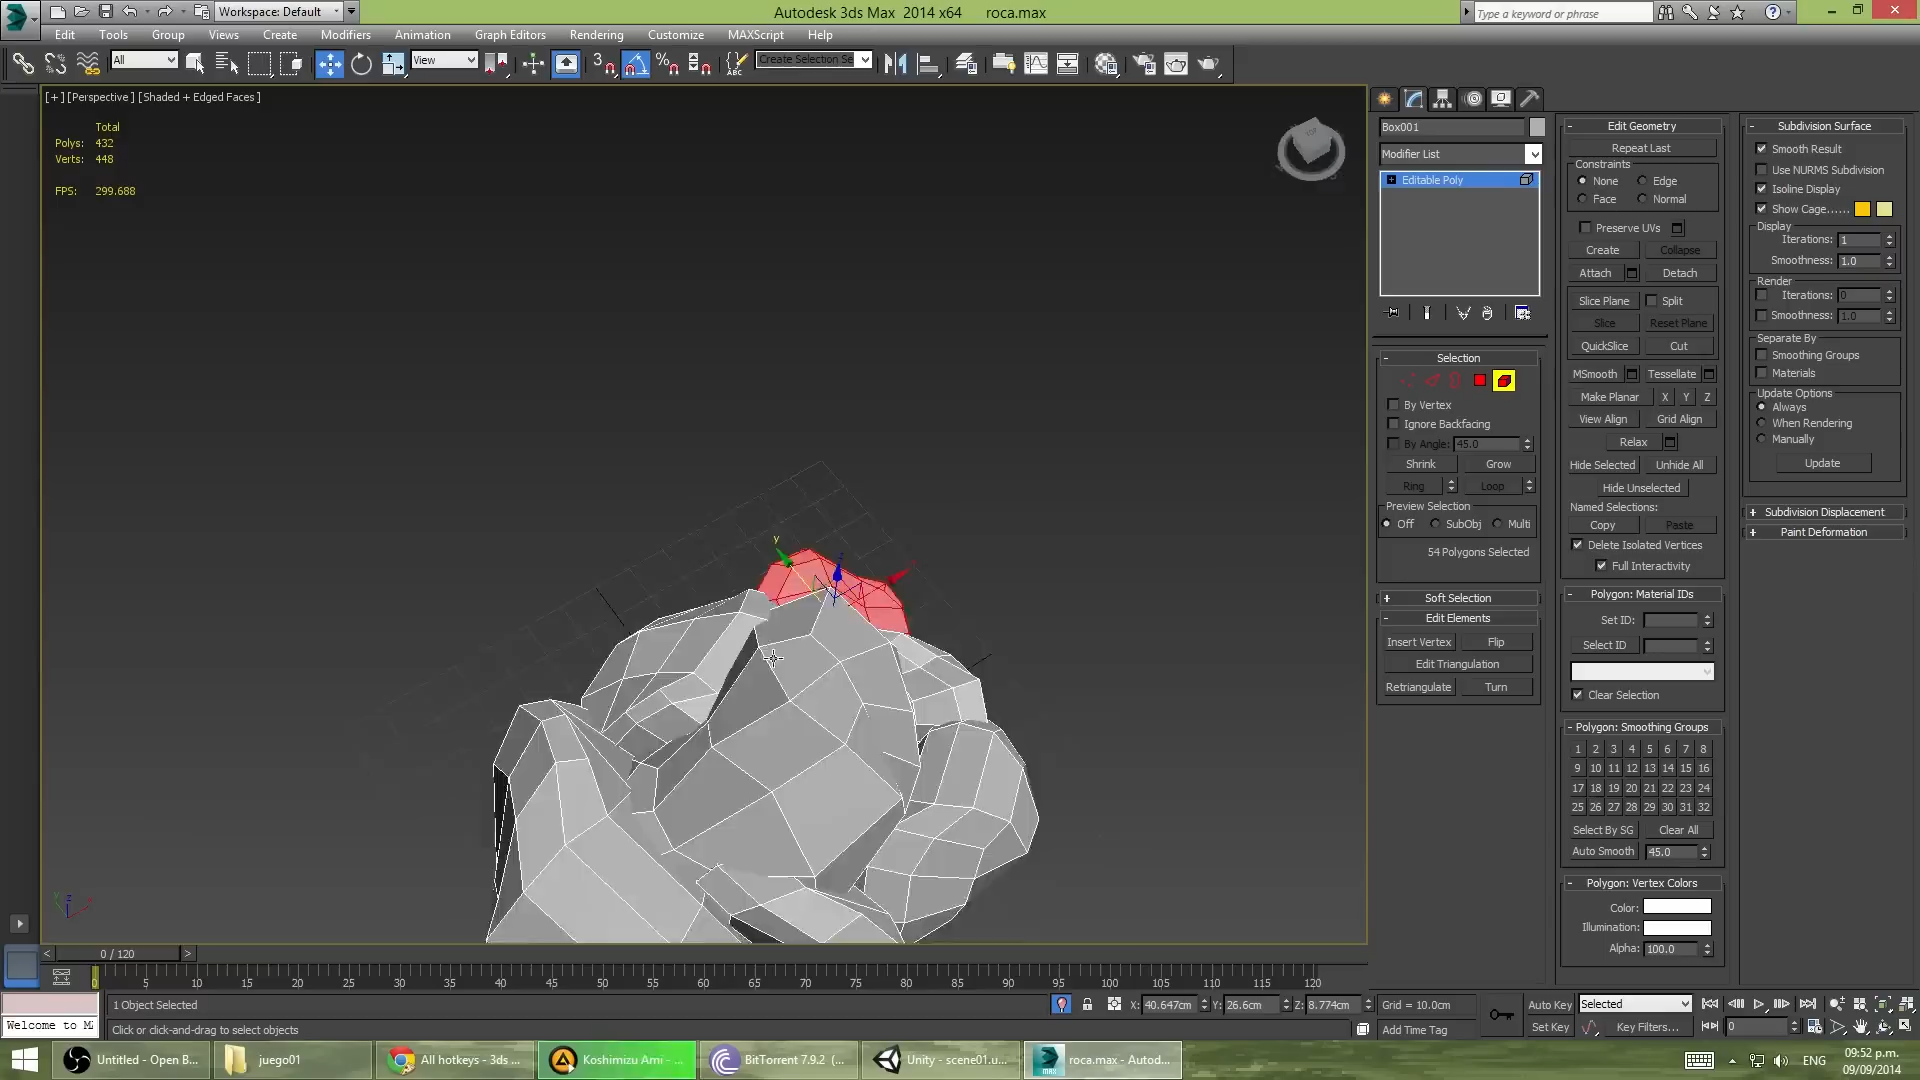 Workspace: Default
Autodesk 3ds Max  2014 x64      roca.max
Type a keyword or phrase
Edit Tools Group Views Create Modifiers Animation Graph Editors Rendering Customize MAXScript Help
All View Create Selection Se
[+] [Perspective ] [Shaded + Edged Faces ]
Total
Polys: 432
Verts: 448
FPS: 299.688
TOP
y
z
Box001
Modifier List
Editable Poly
- Selection
By Vertex
Ignore Backfacing
By Angle: 45.0
Shrink Grow
Ring Loop
Preview Selection
Off SubObj Multi
54 Polygons Selected
+ Soft Selection
- Edit Elements
Insert Vertex Flip
Edit Triangulation
Retriangulate Turn
- Edit Geometry
Repeat Last
Constraints
None Edge
Face Normal
Preserve UVs
Create Collapse
Attach Detach
Slice Plane Split
Slice Reset Plane
QuickSlice Cut
MSmooth Tessellate
Make Planar X Y Z
View Align Grid Align
Relax
Hide Selected Unhide All
Hide Unselected
Named Selections:
Copy Paste
Delete Isolated Vertices
Full Interactivity
- Polygon: Material IDs
Set ID:
Select ID
Clear Selection
- Polygon: Smoothing Groups
1 2 3 4 5 6 7 8
9 10 11 12 13 14 15 16
17 18 19 20 21 22 23 24
25 26 27 28 29 30 31 32
Select By SG Clear All
Auto Smooth 45.0
- Polygon: Vertex Colors
Color:
Illumination:
Alpha: 100.0
- Subdivision Surface
Smooth Result
Use NURMS Subdivision
Isoline Display
Show Cage......
Display
Iterations: 1
Smoothness: 1.0
Render
Iterations: 0
Smoothness: 1.0
Separate By
Smoothing Groups
Materials
Update Options
Always
When Rendering
Manually
Update
+ Subdivision Displacement
+ Paint Deformation
< 0 / 120 >
0 5 10 15 20 25 30 35 40 45 50 55 60 65 70 75 80 85 90 95 100 105 110 115 120
1 Object Selected
X: 40.647cm Y: 26.6cm Z: 8.774cm Grid = 10.0cm
Auto Key Selected
Welcome to M
Click or click-and-drag to select objects
Add Time Tag
Set Key Key Filters... 0
Untitled - Open B...
juego01
All hotkeys - 3ds ...
Koshimizu Ami - ...
BitTorrent 7.9.2 (...
Unity - scene01.u...
roca.max - Autod...
ENG
09:52 p.m.
09/09/2014